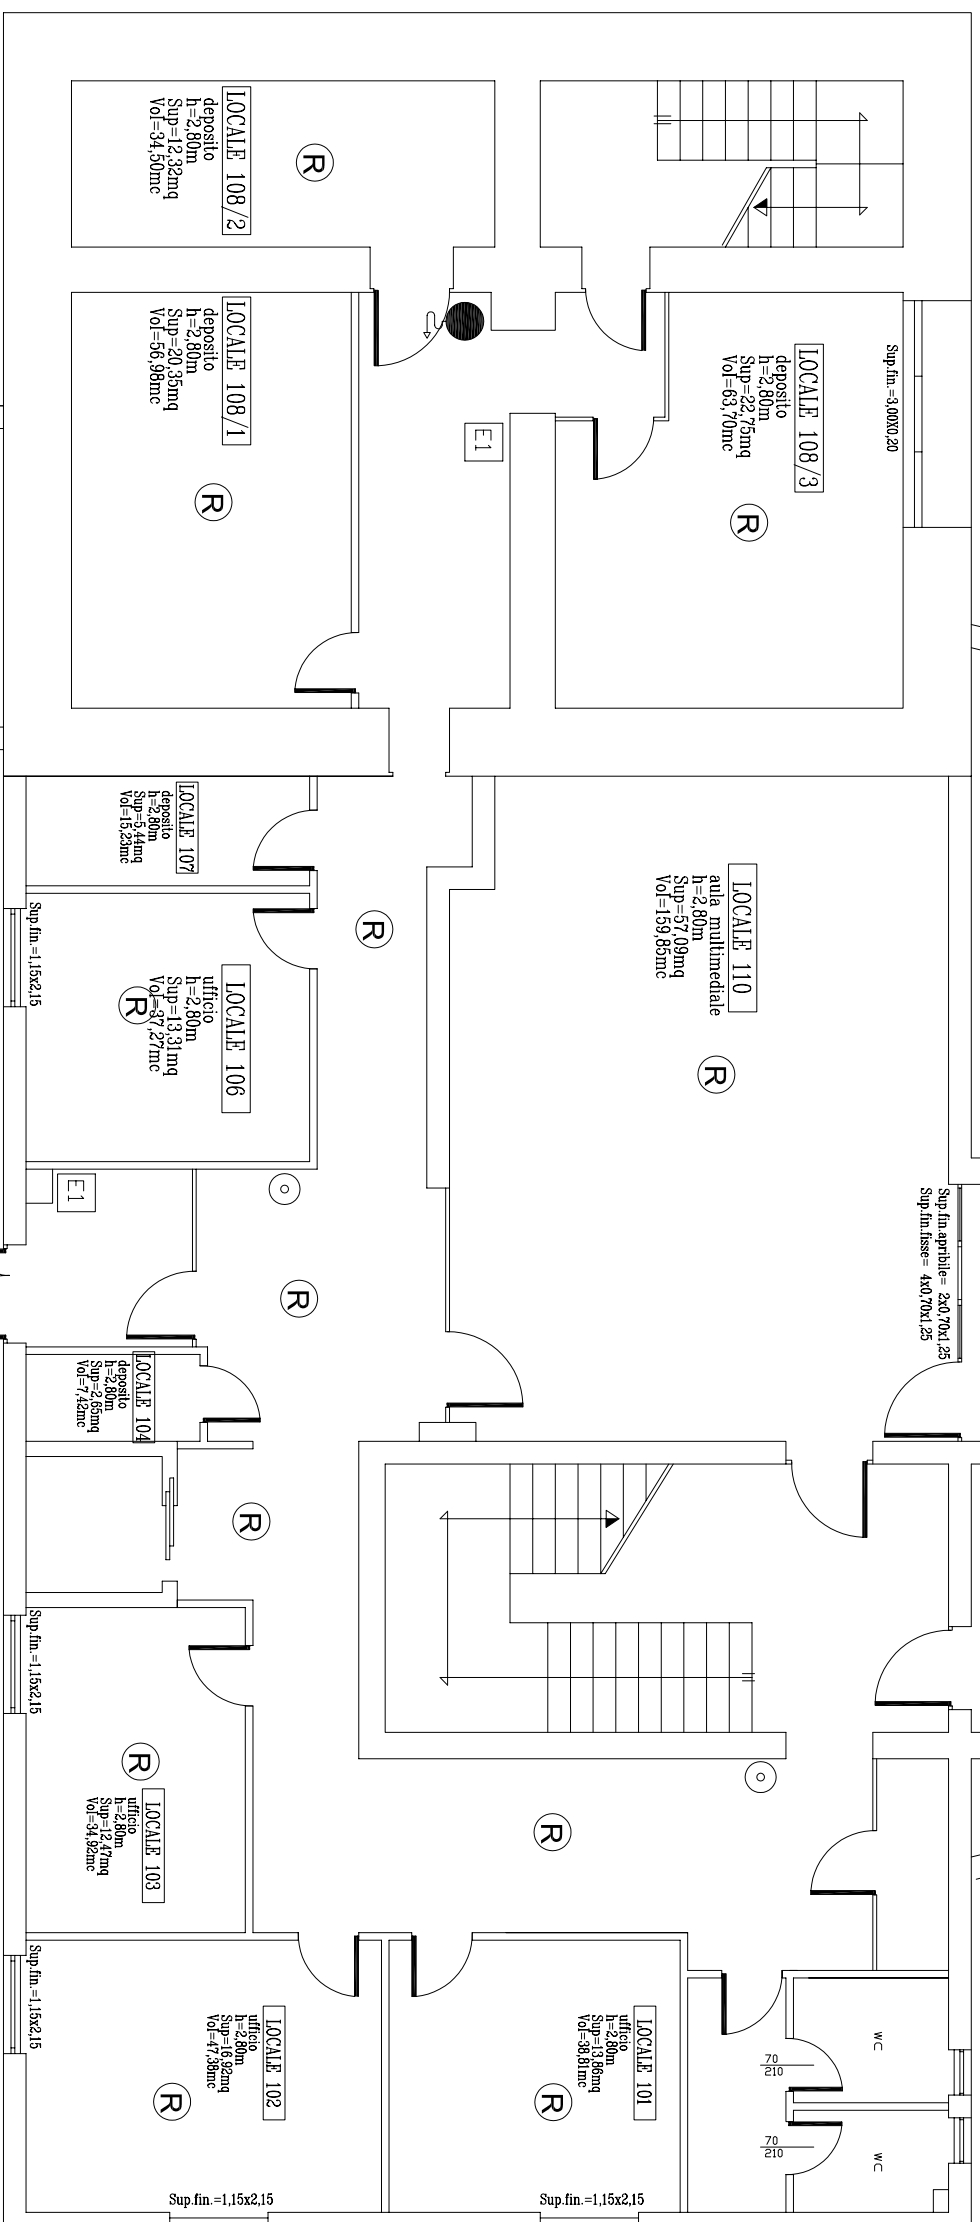 LOCALE 108/2
deposito
h=2,80m
Sup=12,32mq
Vol=34,50mc
R
LOCALE 108/1
deposito
h=2,80m
Sup=20,35mq
Vol=56,98mc
R
E1
Sup.fin.=3,00X0,20
LOCALE 108/3
deposito
h=2,80m
Sup=22,75mq
Vol=63,70mc
R
LOCALE 107
deposito
h=2,80m
Sup=5,44mq
Vol=15,23mc
R
LOCALE 110
aula multimediale
h=2,80m
Sup=57,09mq
Vol=159,85mc
R
Sup.fin.=1,15x2,15
LOCALE 106
ufficio
h=2,80m
Sup=13,31mq
Vol=37,27mc
R
E1
R
Sup.fin.apribile= 2x0,70x1,25
Sup.fin.fisse= 4x0,70x1,25
LOCALE 104
deposito
h=2,80m
Sup=2,65mq
Vol=7,42mc
R
Sup.fin.=1,15x2,15
R
LOCALE 103
ufficio
h=2,80m
Sup=12,47mq
Vol=34,92mc
R
Sup.fin.=1,15x2,15
LOCALE 102
ufficio
h=2,80m
Sup=16,92mq
Vol=47,38mc
R
Sup.fin.=1,15x2,15
LOCALE 101
ufficio
h=2,80m
Sup=13,86mq
Vol=38,81mc
R
Sup.fin.=1,15x2,15
WC
70
210
WC
70
210